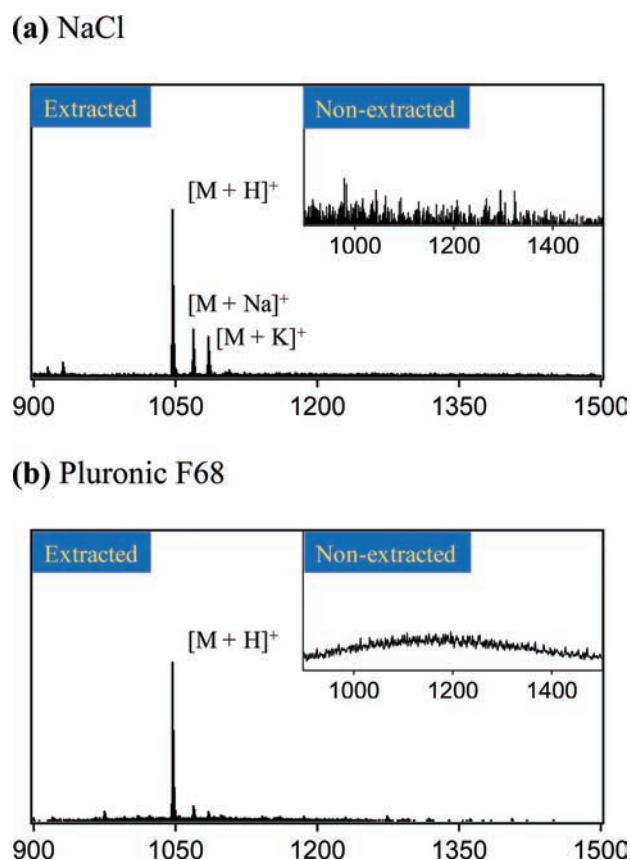 (a) NaCl
Extracted
Non-extracted
[M + H]+
[M + Na]+
[M + K]+
1000 1200 1400
900 1050 1200 1350 1500
(b) Pluronic F68
Extracted
Non-extracted
[M + H]+
1000 1200 1400
900 1050 1200 1350 1500